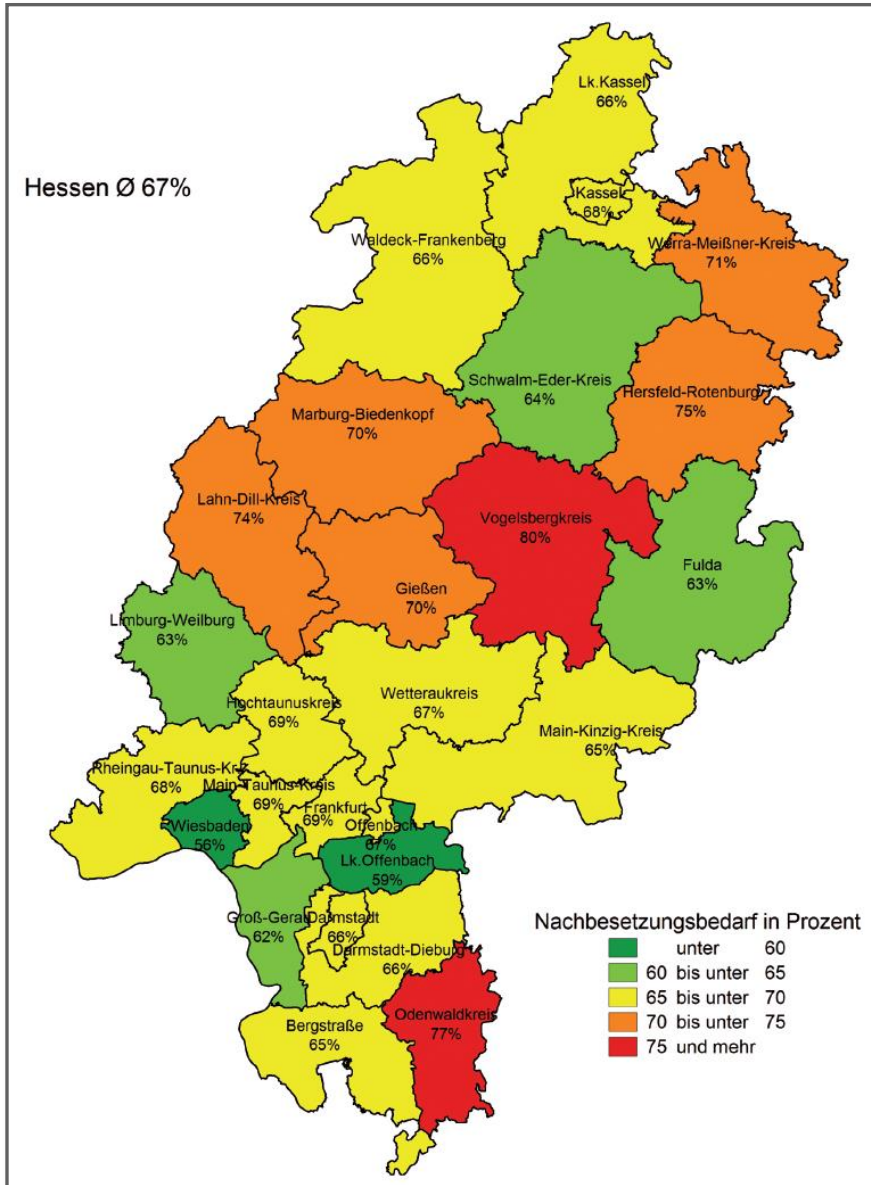 Lk.Kassel
66%
Hessen Ø 67%
Kassel
68%
Waldeck-Frankenberg
66%
Werra-Meißner-Kreis
71%
Schwalm-Eder-Kreis
64%
Hersfeld-Rotenburg
75%
Marburg-Biedenkopf
70%
Lahn-Dill-Kreis
74%
Vogelsbergkreis
80%
Fulda
63%
Gießen
70%
Limburg-Weilburg
63%
Hochtaunuskreis
69%
Wetteraukreis
67%
Main-Kinzig-Kreis
65%
Rheingau-Taunus-Kr.
68%
Main-Taunus-Kreis
69%
Frankfurt
69%
Offenbach
67%
Wiesbaden
56%
Lk.Offenbach
59%
Groß-Gerau
62%
Darmstadt
66%
Darmstadt-Dieburg
66%
Odenwaldkreis
77%
Bergstraße
65%
Nachbesetzungsbedarf in Prozent
unter 60
60 bis unter 65
65 bis unter 70
70 bis unter 75
75 und mehr